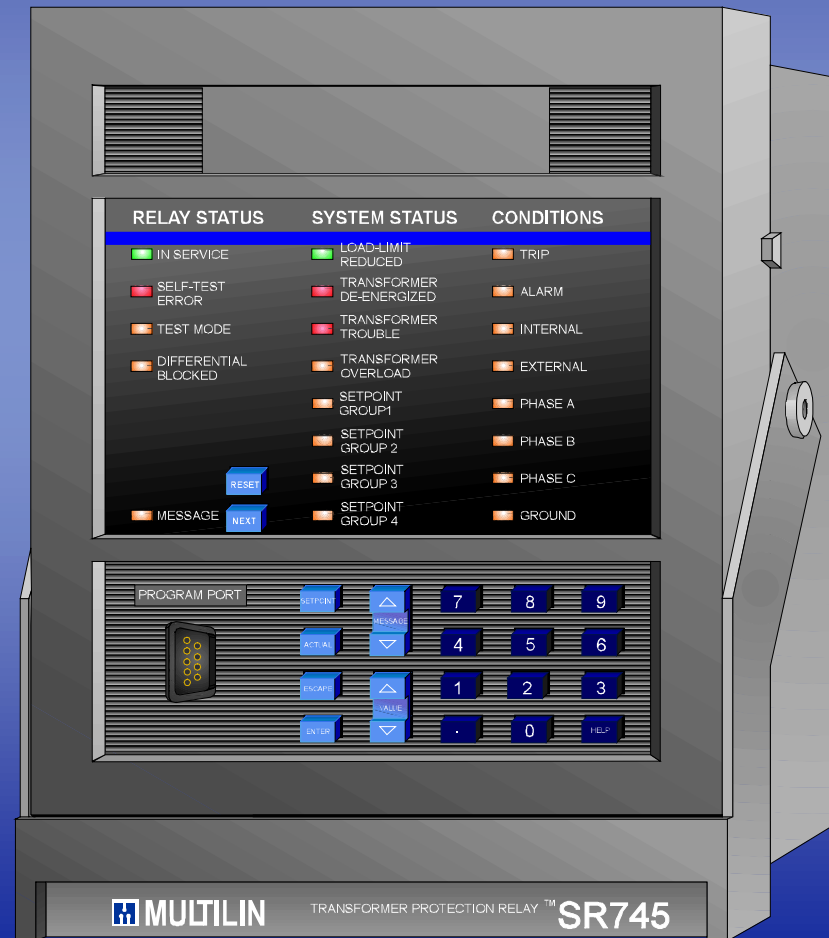 RELAY STATUS
SYSTEM STATUS
CONDITIONS
IN SERVICE
SELF-TEST
ERROR
TEST MODE
DIFFERENTIAL
BLOCKED
RESET
MESSAGE
NEXT
LOAD-LIMIT
REDUCED
TRANSFORMER
DE-ENERGIZED
TRANSFORMER
TROUBLE
TRANSFORMER
OVERLOAD
SETPOINT
GROUP1
SETPOINT
GROUP 2
SETPOINT
GROUP 3
SETPOINT
GROUP 4
TRIP
ALARM
INTERNAL
EXTERNAL
PHASE A
PHASE B
PHASE C
GROUND
PROGRAM PORT
SETPOINT
MESSAGE
7 8 9
ACTUAL
4 5 6
ESCAPE
VALUE
1 2 3
ENTER
. 0 HELP
MULTILIN TRANSFORMER PROTECTION RELAY ™ SR745